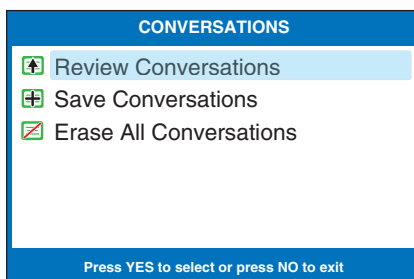 CONVERSATIONS
Review Conversations
Save Conversations
Erase All Conversations
Press YES to select or press NO to exit